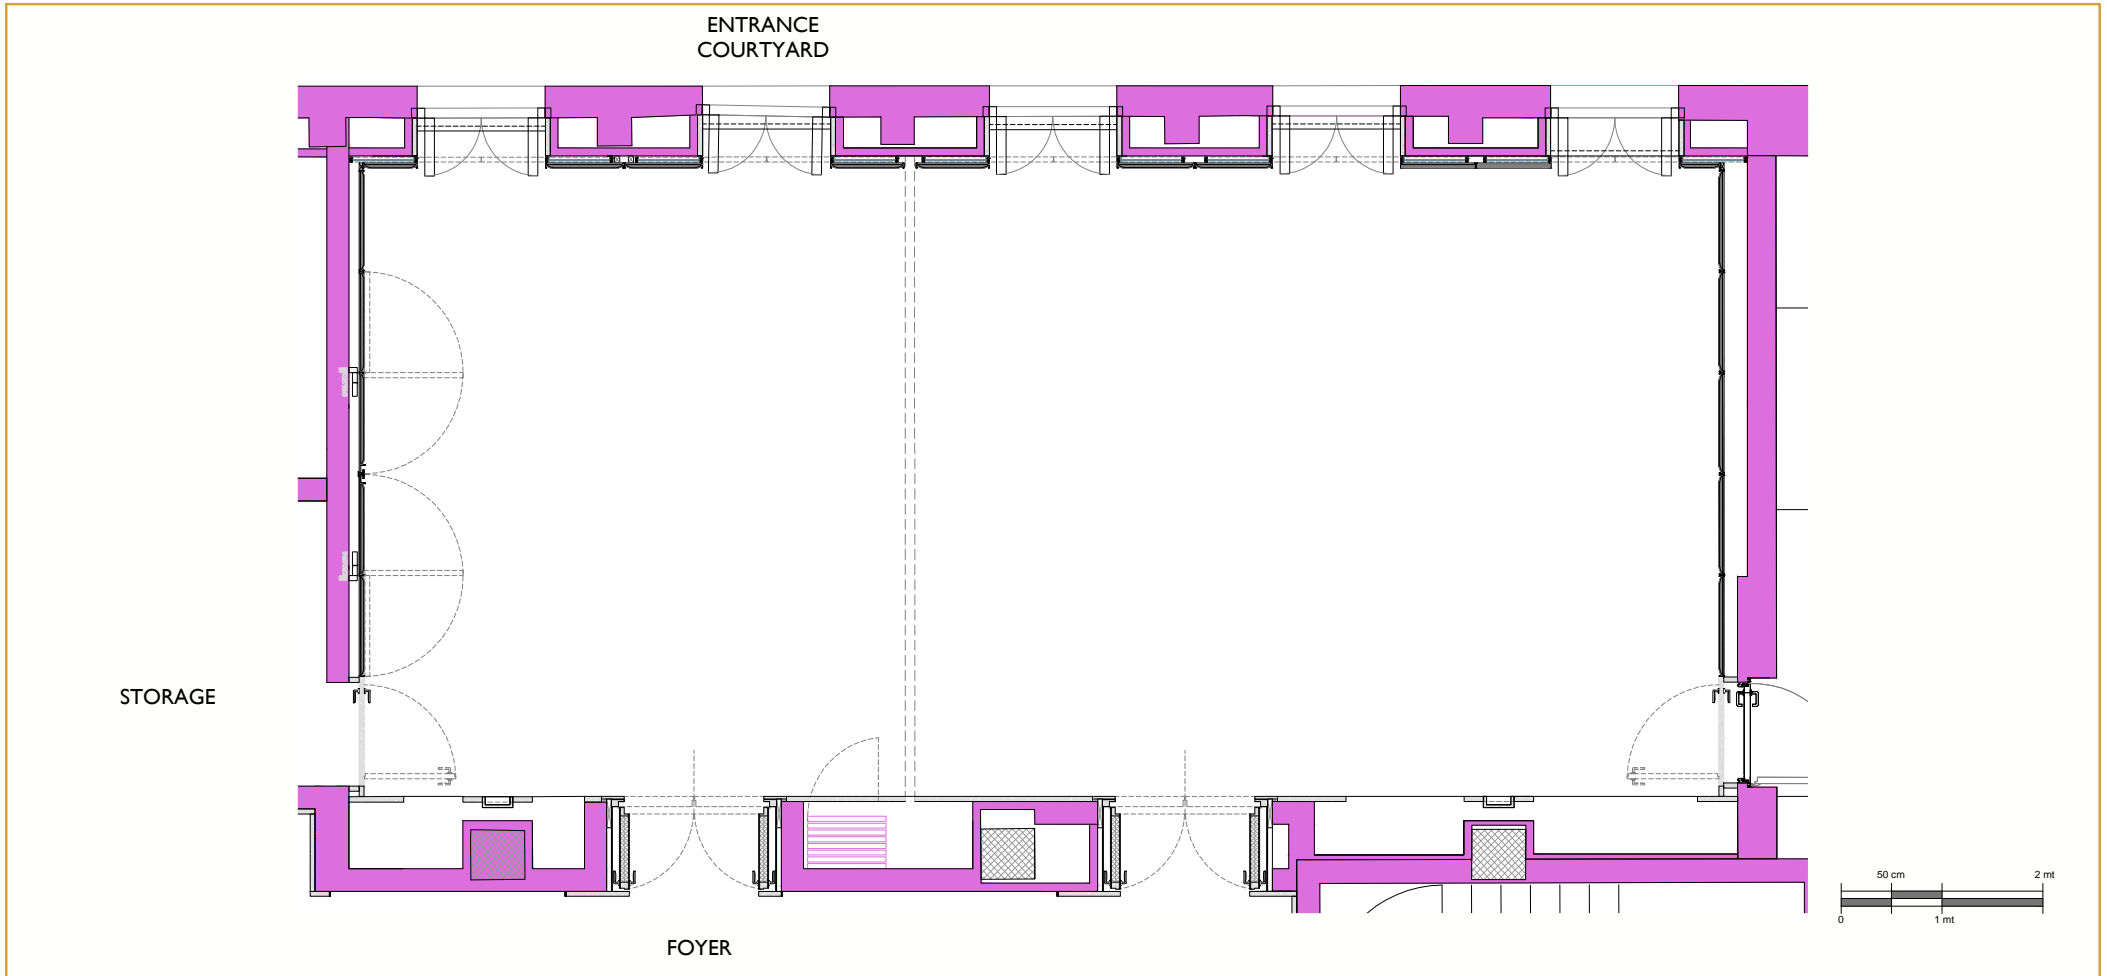 ENTRANCE
COURTYARD
STORAGE
50 cm
2 mt
0
1 mt
FOYER